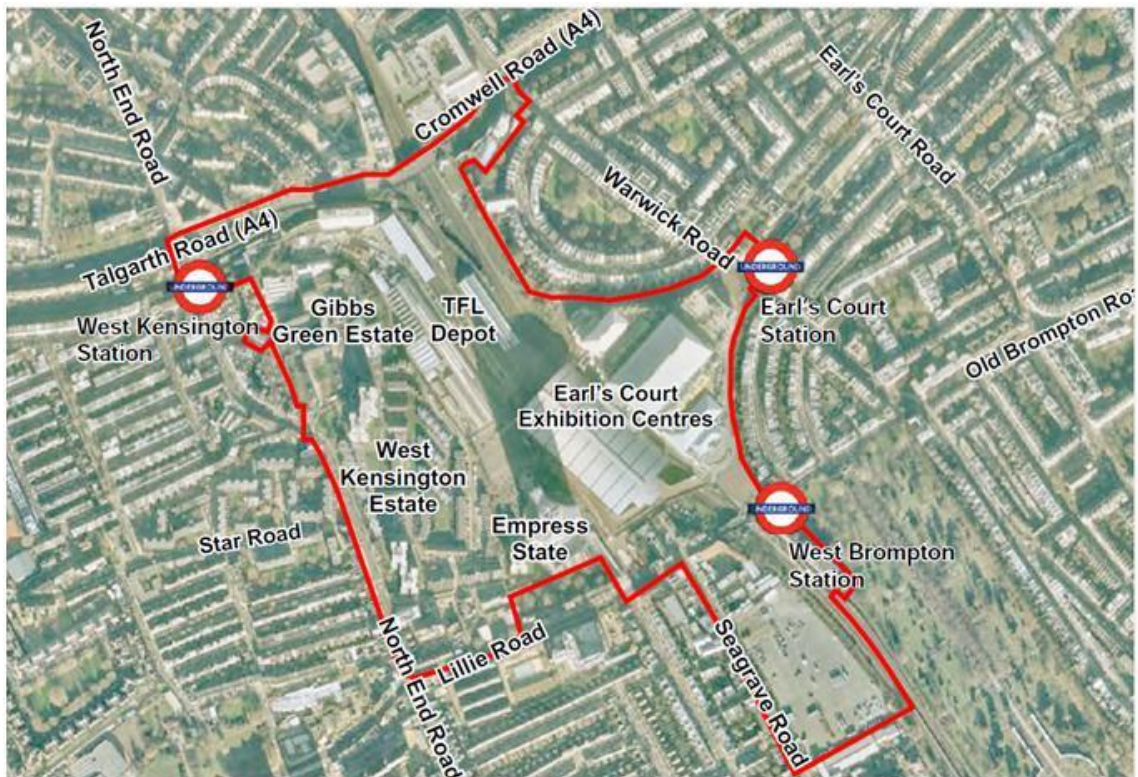 North End Road
Cromwell Road (A4)
Earl's Court Road
Warwick Road
Talgarth Road (A4)
UNDERGROUND
UNDERGROUND
West Kensington
Station
Gibbs
Green Estate
TFL
Depot
Earl's Court
Station
Old Brompton
Earl's Court
Exhibition Centres
West
Kensington
Estate
UNDERGROUND
Empress
State
Star Road
West Brompton
Station
Lillie Road
North End Road
Seagrave Road